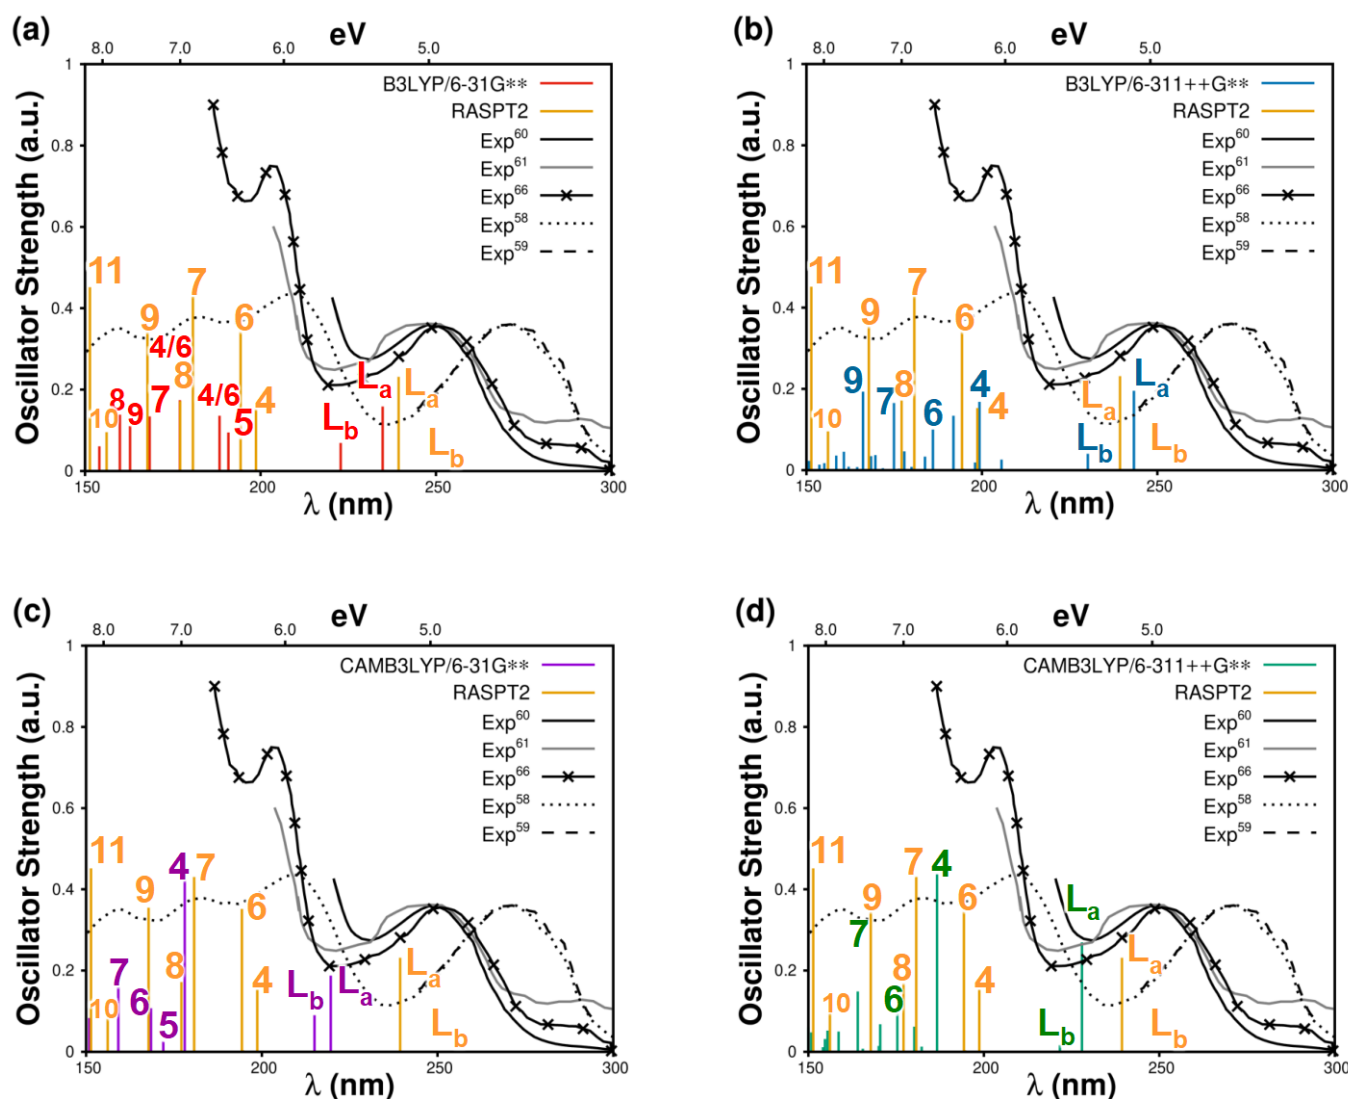 (a)
eV
8.0 7.0 6.0 5.0
B3LYP/6-31G**
RASPT2
Exp60
Exp61
Exp66
Exp58
Exp59
Oscillator Strength (a.u.)
1
0.8
0.6
0.4
0.2
0
11
7
9
6
4/6
8
4/6
La
La
8
7
4
10
9
5
Lb
Lb
150 200 250 300
λ (nm)
(b)
eV
8.0 7.0 6.0 5.0
B3LYP/6-311++G**
RASPT2
Exp60
Exp61
Exp66
Exp58
Exp59
Oscillator Strength (a.u.)
1
0.8
0.6
0.4
0.2
0
11
7
9
6
9
8
4
La
La
7
4
10
6
Lb
Lb
150 200 250 300
λ (nm)
(c)
eV
8.0 7.0 6.0 5.0
CAMB3LYP/6-31G**
RASPT2
Exp60
Exp61
Exp66
Exp58
Exp59
Oscillator Strength (a.u.)
1
0.8
0.6
0.4
0.2
0
11
4
7
9
6
7
8
4
Lb
La
La
10
6
5
Lb
150 200 250 300
λ (nm)
(d)
eV
8.0 7.0 6.0 5.0
CAMB3LYP/6-311++G**
RASPT2
Exp60
Exp61
Exp66
Exp58
Exp59
Oscillator Strength (a.u.)
1
0.8
0.6
0.4
0.2
0
11
7
4
9
6
La
7
8
4
La
10
6
Lb
Lb
150 200 250 300
λ (nm)